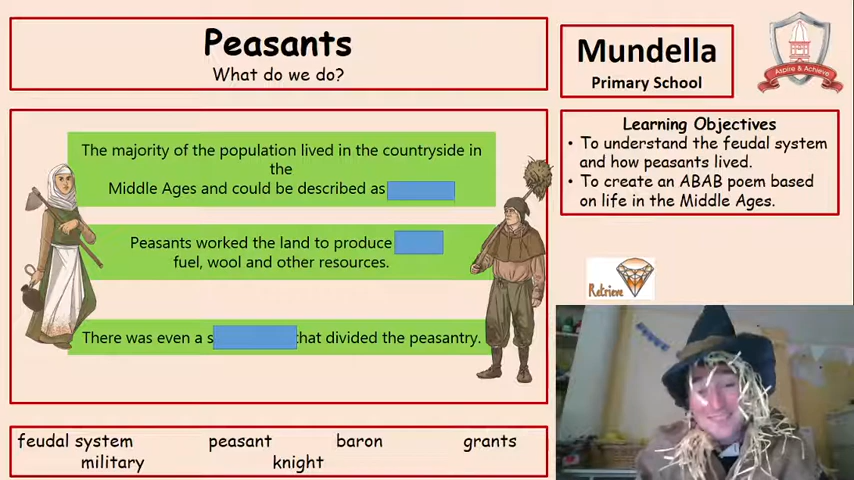 Peasants
What do we do?
Mundella
Primary School
Aspire & Achieve
Learning Objectives
• To understand the feudal system
and how peasants lived.
• To create an ABAB poem based
on life in the Middle Ages.
The majority of the population lived in the countryside in
the
Middle Ages and could be described as
Peasants worked the land to produce
fuel, wool and other resources.
There was even a s that divided the peasantry.
Retrieve
feudal system peasant baron grants
military knight